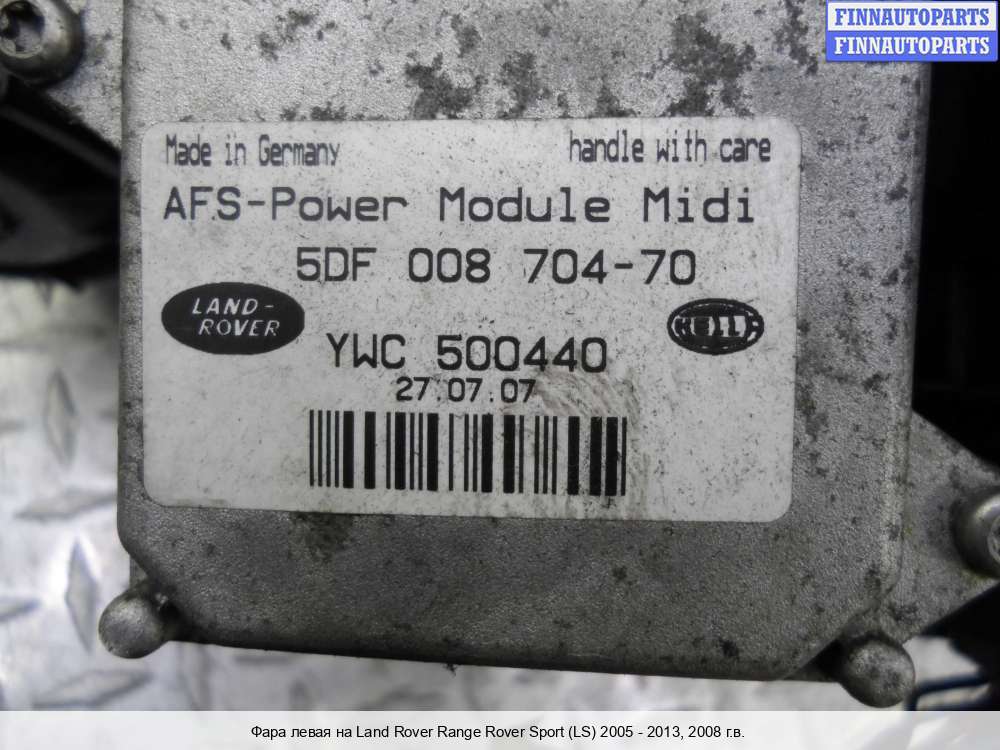 FINNAUTOPARTS
FINNAUTOPARTS
Made in Germany handle with care
AFS-Power Module Midi
5DF 008 704-70
LAND-
ROVER
HELLA
YWC 500440
27.07.07
Фара левая на Land Rover Range Rover Sport (LS) 2005 - 2013, 2008 г.в.